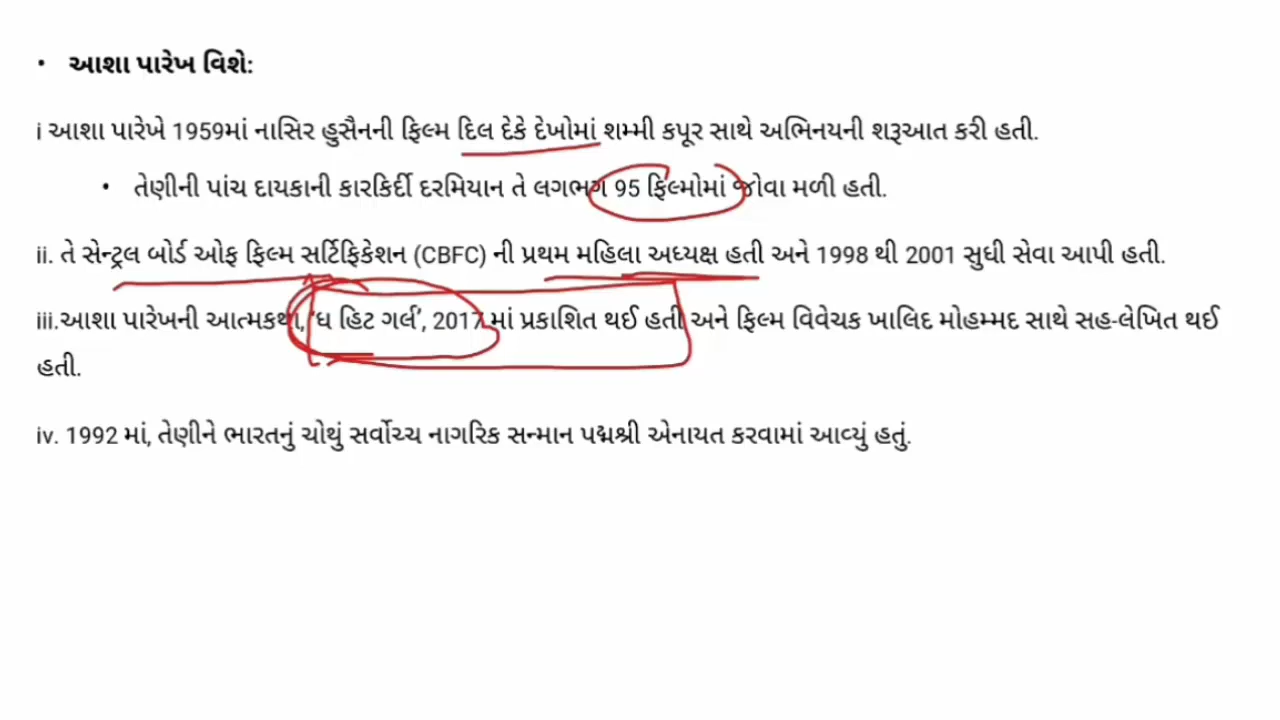 • આશા પારેખ વિશે:
i આશા પારેખે 1959માં નાસિર હુસૈનની ફિલ્મ દિલ દેકે દેખોમાં શમ્મી કપૂર સાથે અભિનયની શરૂઆત કરી હતી.
• તેણીની પાંચ દાયકાની કારકિર્દી દરમિયાન તે લગભગ 95 ફિલ્મોમાં જોવા મળી હતી.
ii. તે સેન્ટ્રલ બોર્ડ ઓફ ફિલ્મ સર્ટિફિકેશન (CBFC) ની પ્રથમ મહિલા અધ્યક્ષ હતી અને 1998 થી 2001 સુધી સેવા આપી હતી.
iii.આશા પારેખની આત્મકથા, ‘ધ હિટ ગર્લ’, 2017 માં પ્રકાશિત થઈ હતી અને ફિલ્મ વિવેચક ખાલિદ મોહમ્મદ સાથે સહ-લેખિત થઈ
હતી.
iv. 1992 માં, તેણીને ભારતનું ચોથું સર્વોચ્ચ નાગરિક સન્માન પદ્મશ્રી એનાયત કરવામાં આવ્યું હતું.